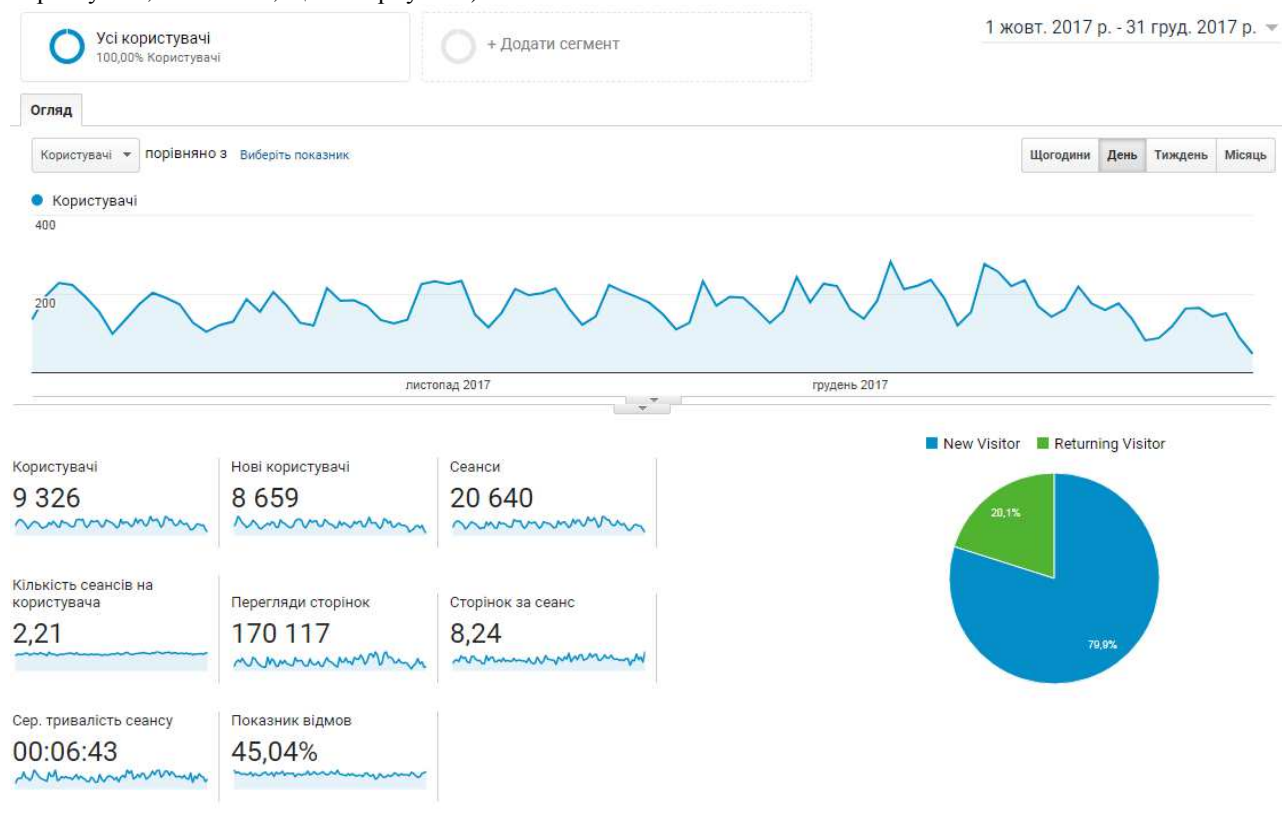 Усі користувачі
100,00% Користувачі
+ Додати сегмент
1 жовт. 2017 р. - 31 груд. 2017 р.
Огляд
Користувачі порівняно з Виберіть показник
Щогодини День Тиждень Місяць
Користувачі
400
200
листопад 2017 грудень 2017
New Visitor Returning Visitor
Користувачі Нові користувачі Сеанси
9 326 8 659 20 640
20,1%
Кількість сеансів на
користувача Перегляди сторінок Сторінок за сеанс
2,21 170 117 8,24
79,9%
Сер. тривалість сеансу Показник відмов
00:06:43 45,04%